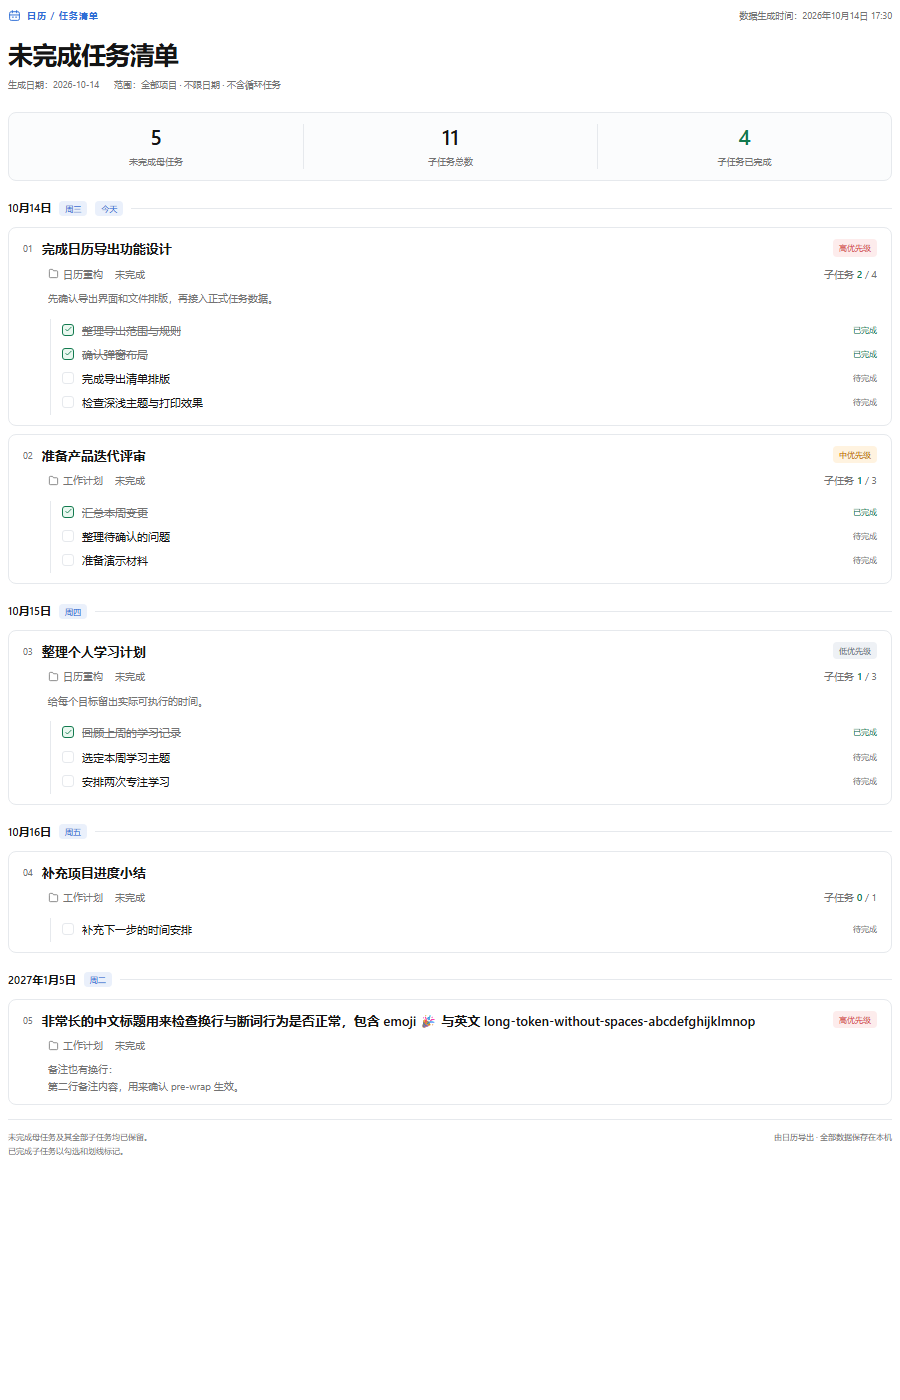 日历 / 任务清单
数据生成时间：2026年10月14日 17:30
未完成任务清单
生成日期：2026-10-14 范围：全部项目 · 不限日期 · 不含循环任务
5
未完成母任务
11
子任务总数
4
子任务已完成
10月14日 周三 今天
01 完成日历导出功能设计 高优先级
日历重构 未完成 子任务 2 / 4
先确认导出界面和文件排版，再接入正式任务数据。
整理导出范围与规则 已完成
确认弹窗布局 已完成
完成导出清单排版 待完成
检查深浅主题与打印效果 待完成
02 准备产品迭代评审 中优先级
工作计划 未完成 子任务 1 / 3
汇总本周变更 已完成
整理待确认的问题 待完成
准备演示材料 待完成
10月15日 周四
03 整理个人学习计划 低优先级
日历重构 未完成 子任务 1 / 3
给每个目标留出实际可执行的时间。
回顾上周的学习记录 已完成
选定本周学习主题 待完成
安排两次专注学习 待完成
10月16日 周五
04 补充项目进度小结
工作计划 未完成 子任务 0 / 1
补充下一步的时间安排 待完成
2027年1月5日 周二
05 非常长的中文标题用来检查换行与断词行为是否正常，包含 emoji 🎉 与英文 long-token-without-spaces-abcdefghijklmnop 高优先级
工作计划 未完成
备注也有换行：
第二行备注内容，用来确认 pre-wrap 生效。
未完成母任务及其全部子任务均已保留。
由日历导出 · 全部数据保存在本机
已完成子任务以勾选和划线标记。